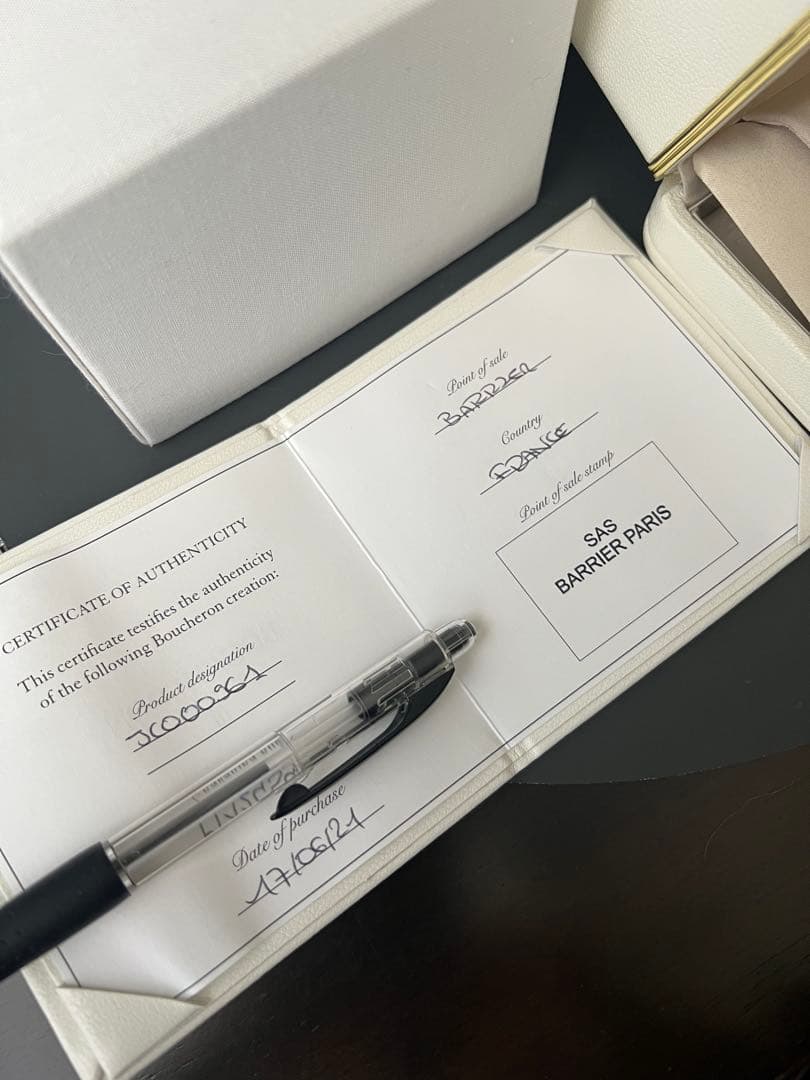 CERTIFICATE OF AUTHENTICITY
This certificate testifies the authenticity
of the following Boucheron creation:
Product designation
JCO00961
Date of purchase
17/06/21
Point of sale
BARRIER
Country
FRANCE
Point of sale stamp
SAS
BARRIER PARIS